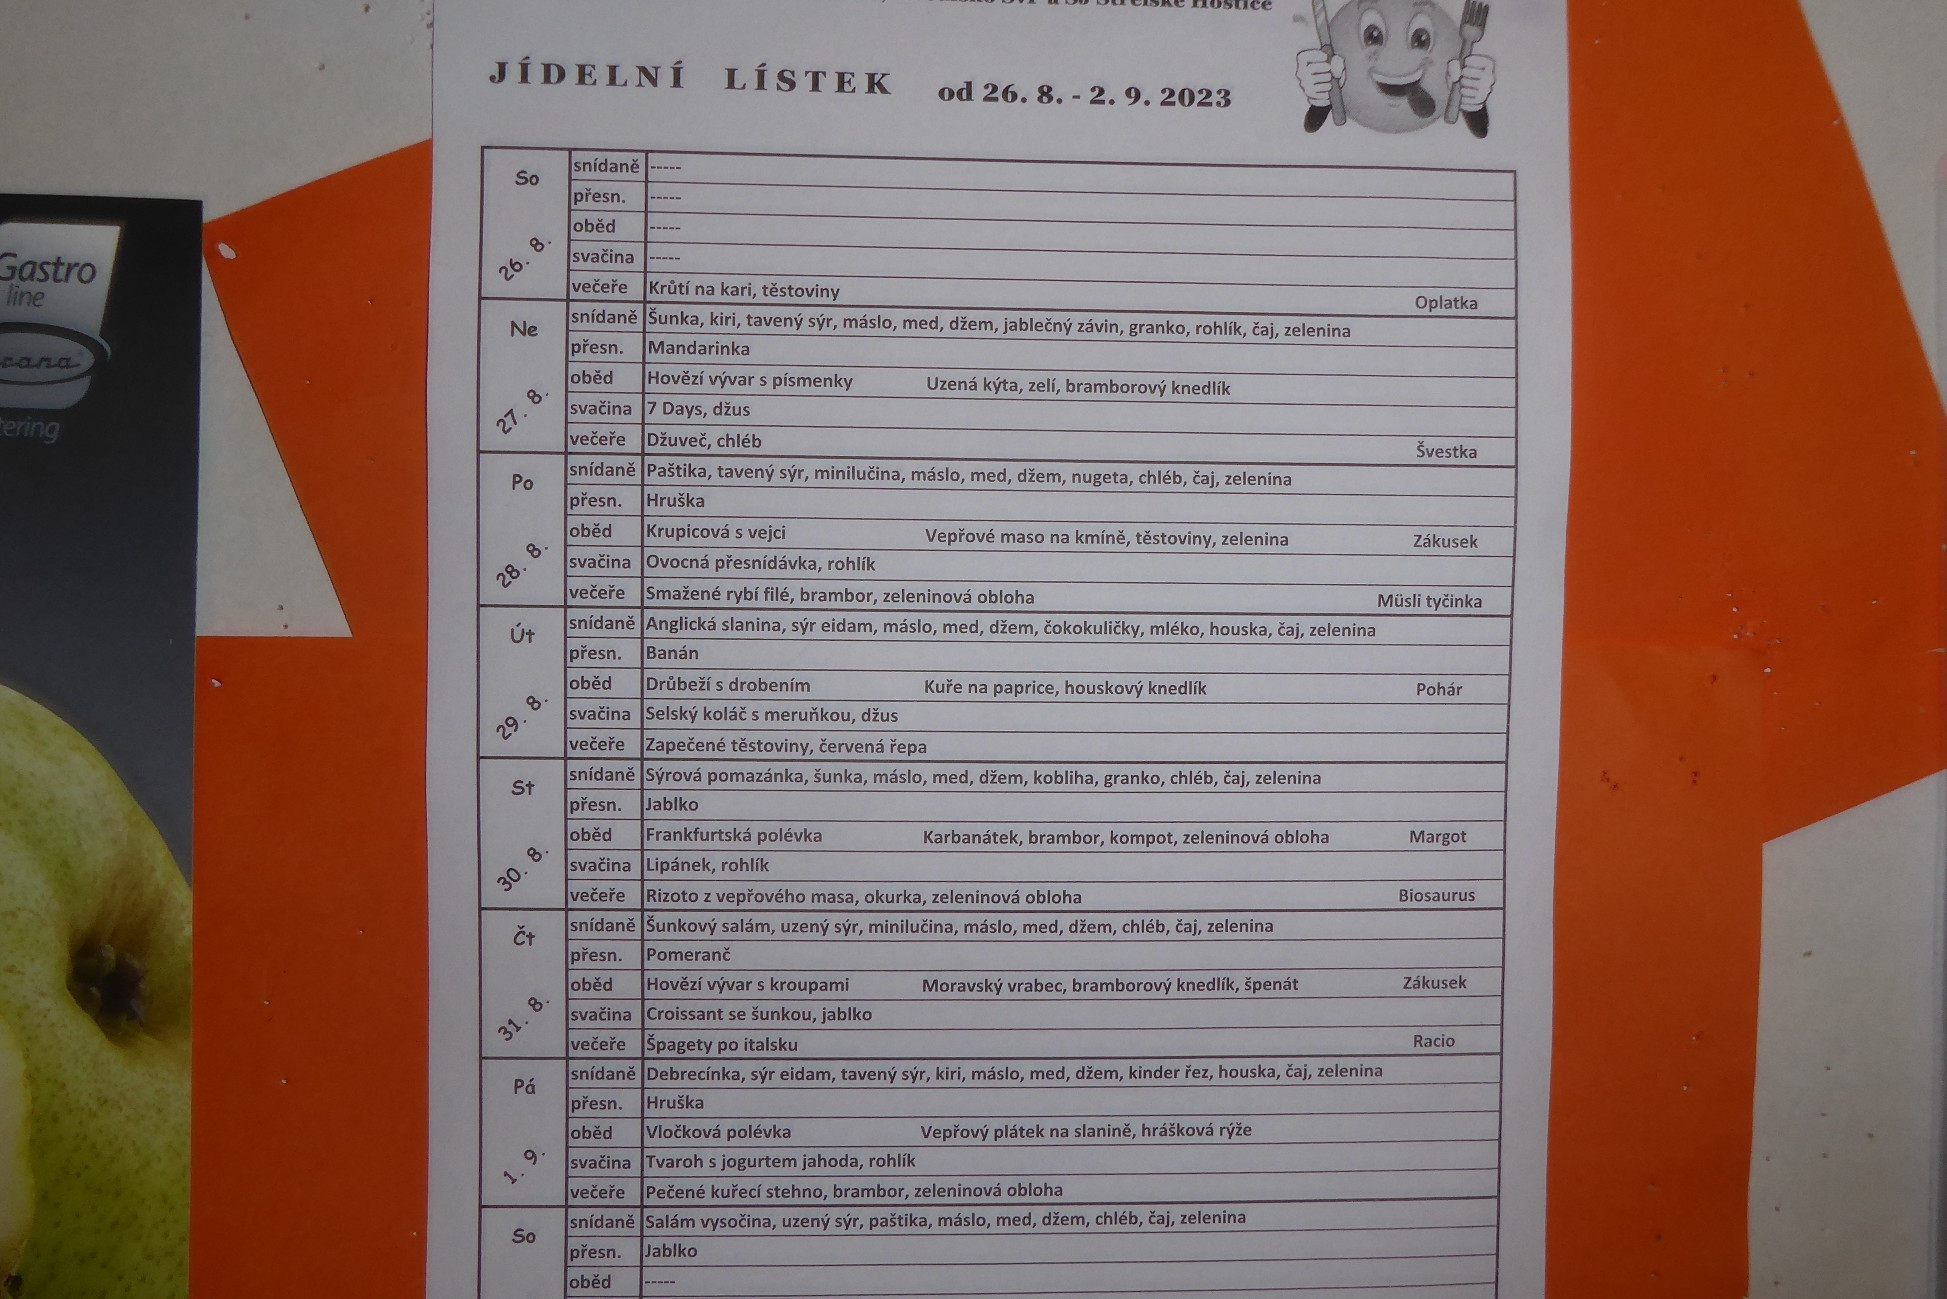 Střelské Hoštice
JÍDELNÍ LÍSTEK od 26. 8. - 2. 9. 2023
So 26. 8.
snídaně -----
přesn. -----
oběd -----
svačina -----
večeře Krůtí na kari, těstoviny Oplatka
Ne 27. 8.
snídaně Šunka, kiri, tavený sýr, máslo, med, džem, jablečný závin, granko, rohlík, čaj, zelenina
přesn. Mandarinka
oběd Hovězí vývar s písmenky Uzená kýta, zelí, bramborový knedlík
svačina 7 Days, džus
večeře Džuveč, chléb Švestka
Po 28. 8.
snídaně Paštika, tavený sýr, minilučina, máslo, med, džem, nugeta, chléb, čaj, zelenina
přesn. Hruška
oběd Krupicová s vejci Vepřové maso na kmíně, těstoviny, zelenina Zákusek
svačina Ovocná přesnídávka, rohlík
večeře Smažené rybí filé, brambor, zeleninová obloha Müsli tyčinka
Út 29. 8.
snídaně Anglická slanina, sýr eidam, máslo, med, džem, čokokuličky, mléko, houska, čaj, zelenina
přesn. Banán
oběd Drůbeží s drobením Kuře na paprice, houskový knedlík Pohár
svačina Selský koláč s meruňkou, džus
večeře Zapečené těstoviny, červená řepa
St 30. 8.
snídaně Sýrová pomazánka, šunka, máslo, med, džem, kobliha, granko, chléb, čaj, zelenina
přesn. Jablko
oběd Frankfurtská polévka Karbanátek, brambor, kompot, zeleninová obloha Margot
svačina Lipánek, rohlík
večeře Rizoto z vepřového masa, okurka, zeleninová obloha Biosaurus
Čt 31. 8.
snídaně Šunkový salám, uzený sýr, minilučina, máslo, med, džem, chléb, čaj, zelenina
přesn. Pomeranč
oběd Hovězí vývar s kroupami Moravský vrabec, bramborový knedlík, špenát Zákusek
svačina Croissant se šunkou, jablko
večeře Špagety po italsku Racio
Pá 1. 9.
snídaně Debrecínka, sýr eidam, tavený sýr, kiri, máslo, med, džem, kinder řez, houska, čaj, zelenina
přesn. Hruška
oběd Vločková polévka Vepřový plátek na slanině, hrášková rýže
svačina Tvaroh s jogurtem jahoda, rohlík
večeře Pečené kuřecí stehno, brambor, zeleninová obloha
So
snídaně Salám vysočina, uzený sýr, paštika, máslo, med, džem, chléb, čaj, zelenina
přesn. Jablko
oběd -----
Gastro
line